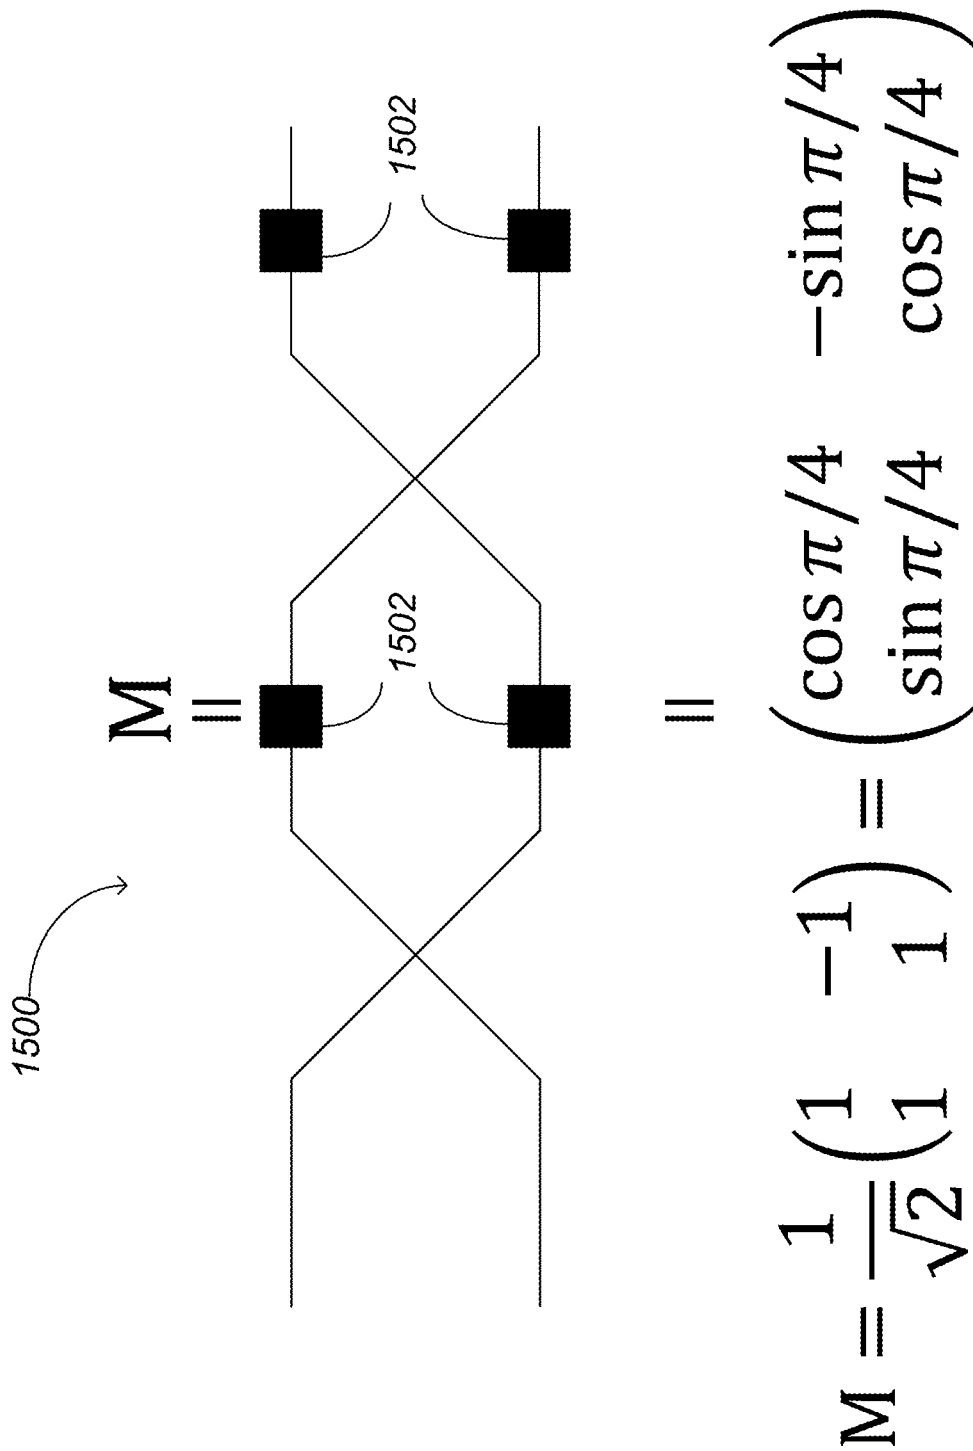 1500
M
=
1502
1502
=
M = 1/√2 (1 −1
1 1) = (cos π/4 −sin π/4
sin π/4 cos π/4)